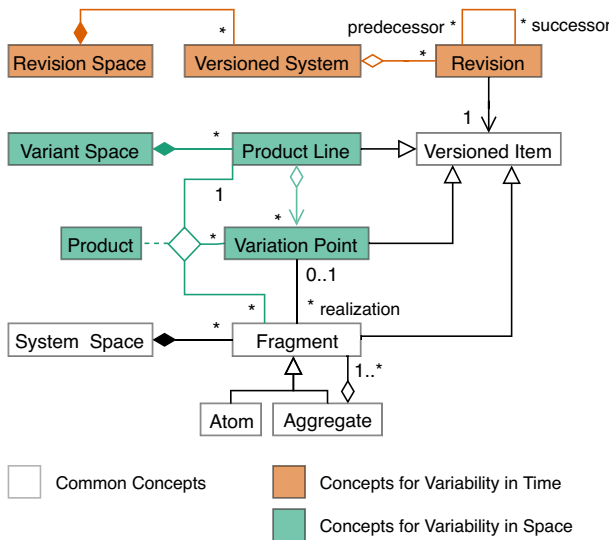 predecessor * * successor
* *
Revision Space Versioned System Revision
1
* 
Variant Space Product Line Versioned Item
1
*
Product * Variation Point
0..1
* realization
* *
System Space Fragment
1..*
Atom Aggregate
Common Concepts Concepts for Variability in Time
Concepts for Variability in Space